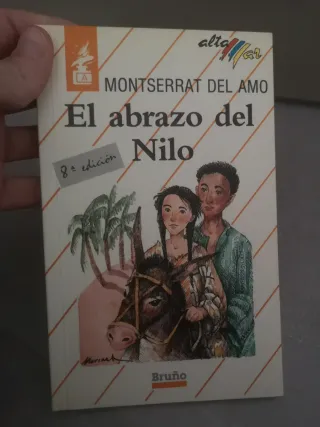 alta
mar
MONTSERRAT DEL AMO
El abrazo del
Nilo
8ª edición
Bruño